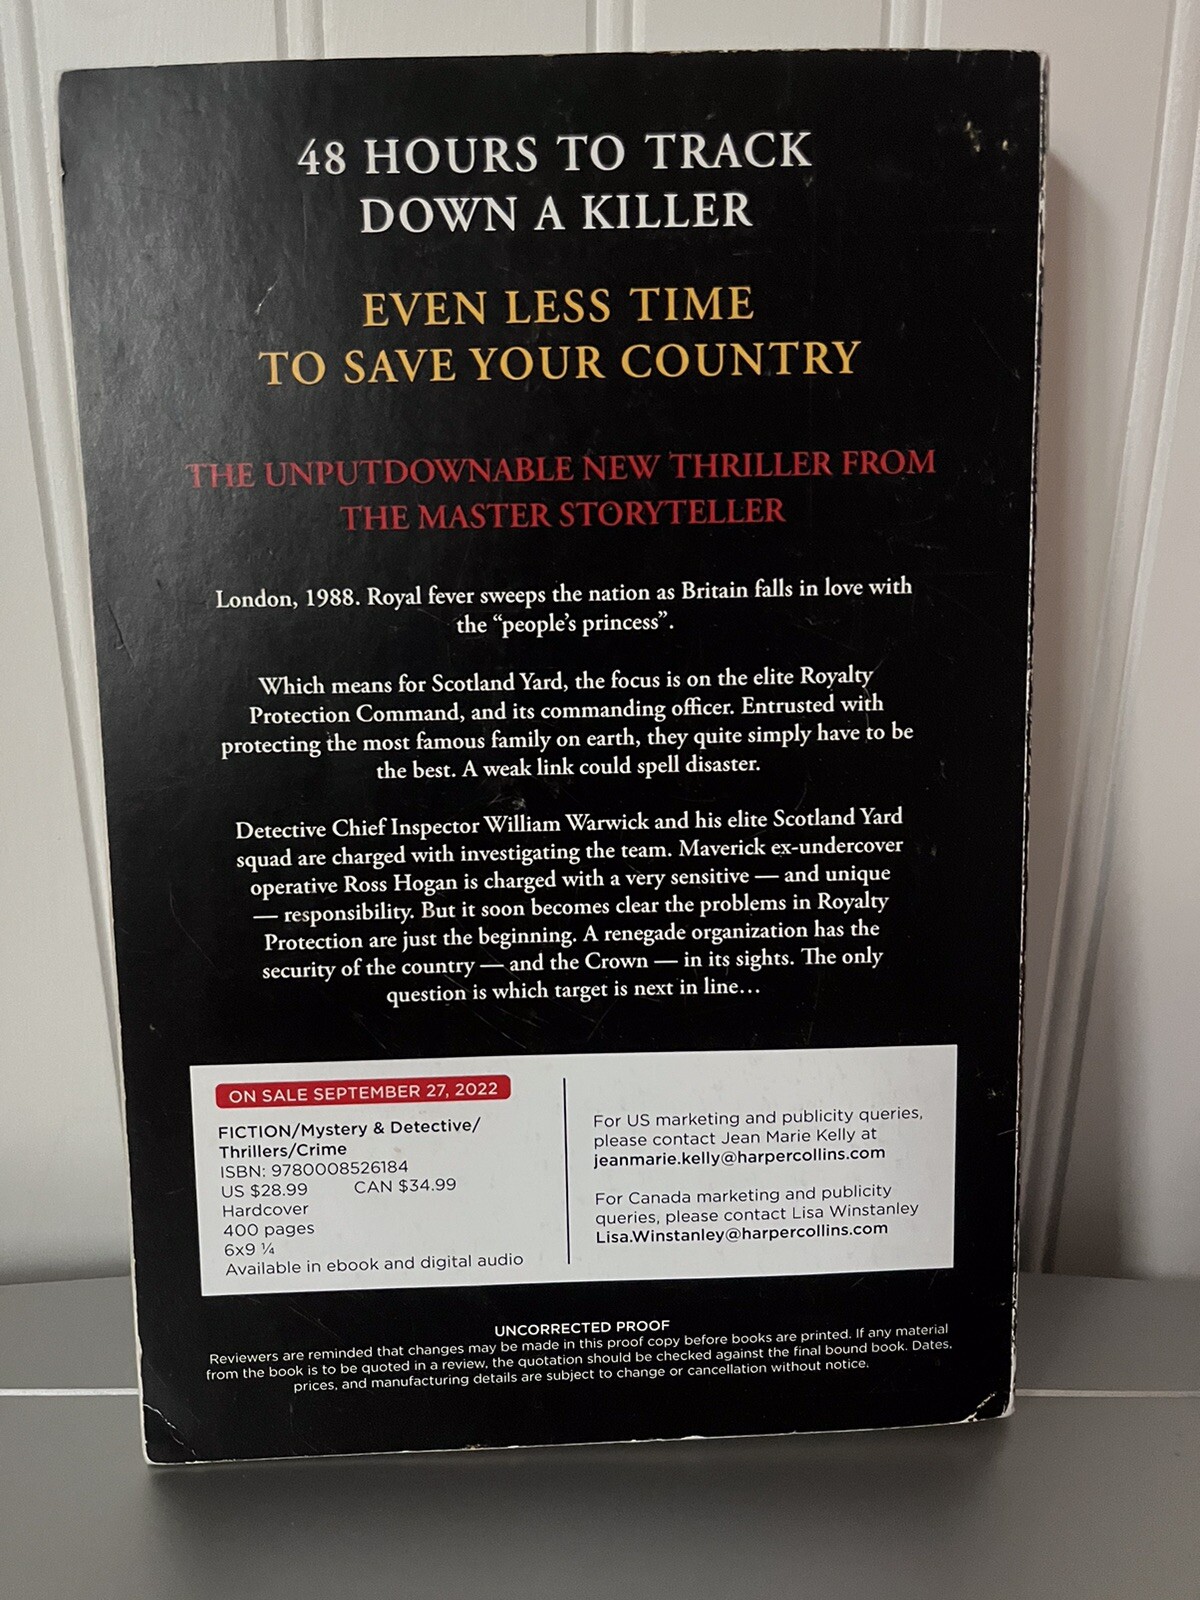 48 HOURS TO TRACK
DOWN A KILLER
EVEN LESS TIME
TO SAVE YOUR COUNTRY
THE UNPUTDOWNABLE NEW THRILLER FROM
THE MASTER STORYTELLER
London, 1988. Royal fever sweeps the nation as Britain falls in love with
the “people’s princess”.
Which means for Scotland Yard, the focus is on the elite Royalty
Protection Command, and its commanding officer. Entrusted with
protecting the most famous family on earth, they quite simply have to be
the best. A weak link could spell disaster.
Detective Chief Inspector William Warwick and his elite Scotland Yard
squad are charged with investigating the team. Maverick ex-undercover
operative Ross Hogan is charged with a very sensitive — and unique
— responsibility. But it soon becomes clear the problems in Royalty
Protection are just the beginning. A renegade organization has the
security of the country — and the Crown — in its sights. The only
question is which target is next in line…
ON SALE SEPTEMBER 27, 2022
FICTION/Mystery & Detective/
Thrillers/Crime
ISBN: 9780008526184
US $28.99 CAN $34.99
Hardcover
400 pages
6x9 ¼
Available in ebook and digital audio
For US marketing and publicity queries,
please contact Jean Marie Kelly at
jeanmarie.kelly@harpercollins.com
For Canada marketing and publicity
queries, please contact Lisa Winstanley
Lisa.Winstanley@harpercollins.com
UNCORRECTED PROOF
Reviewers are reminded that changes may be made in this proof copy before books are printed. If any material
from the book is to be quoted in a review, the quotation should be checked against the final bound book. Dates,
prices, and manufacturing details are subject to change or cancellation without notice.